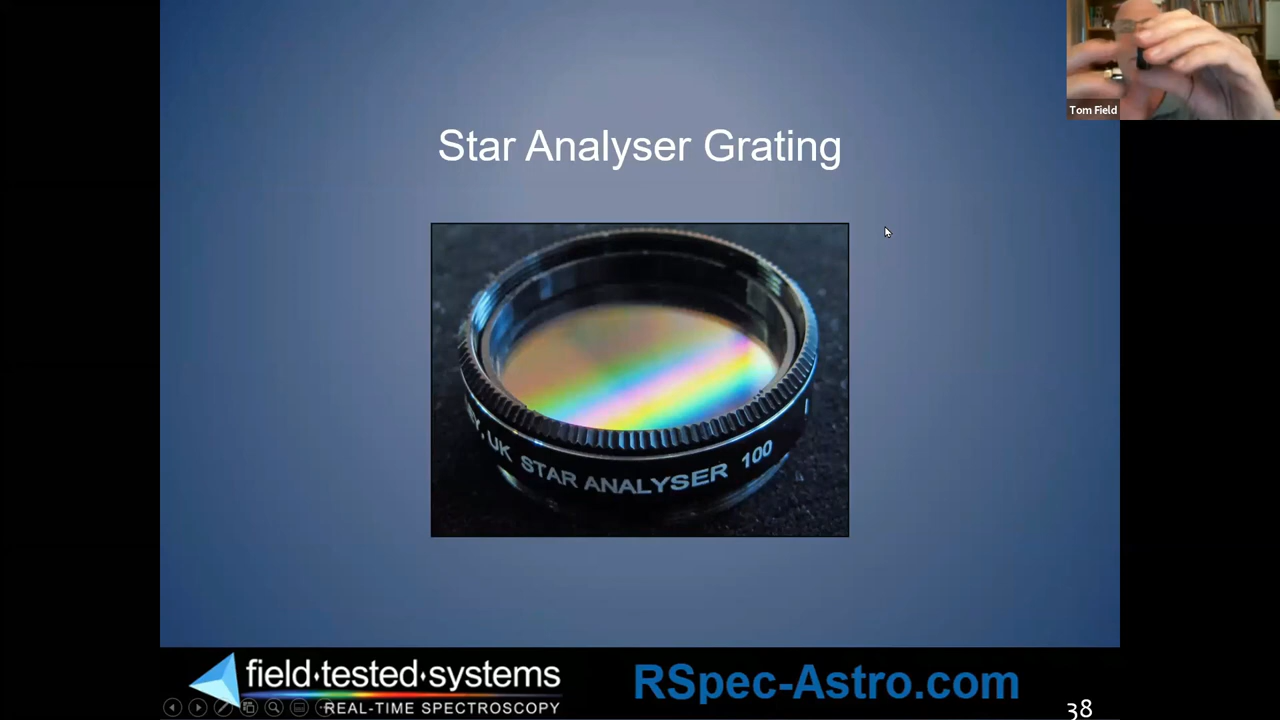 Tom Field
Star Analyser Grating
UK STAR ANALYSER 100
field·tested·systems
REAL-TIME SPECTROSCOPY
RSpec-Astro.com
38